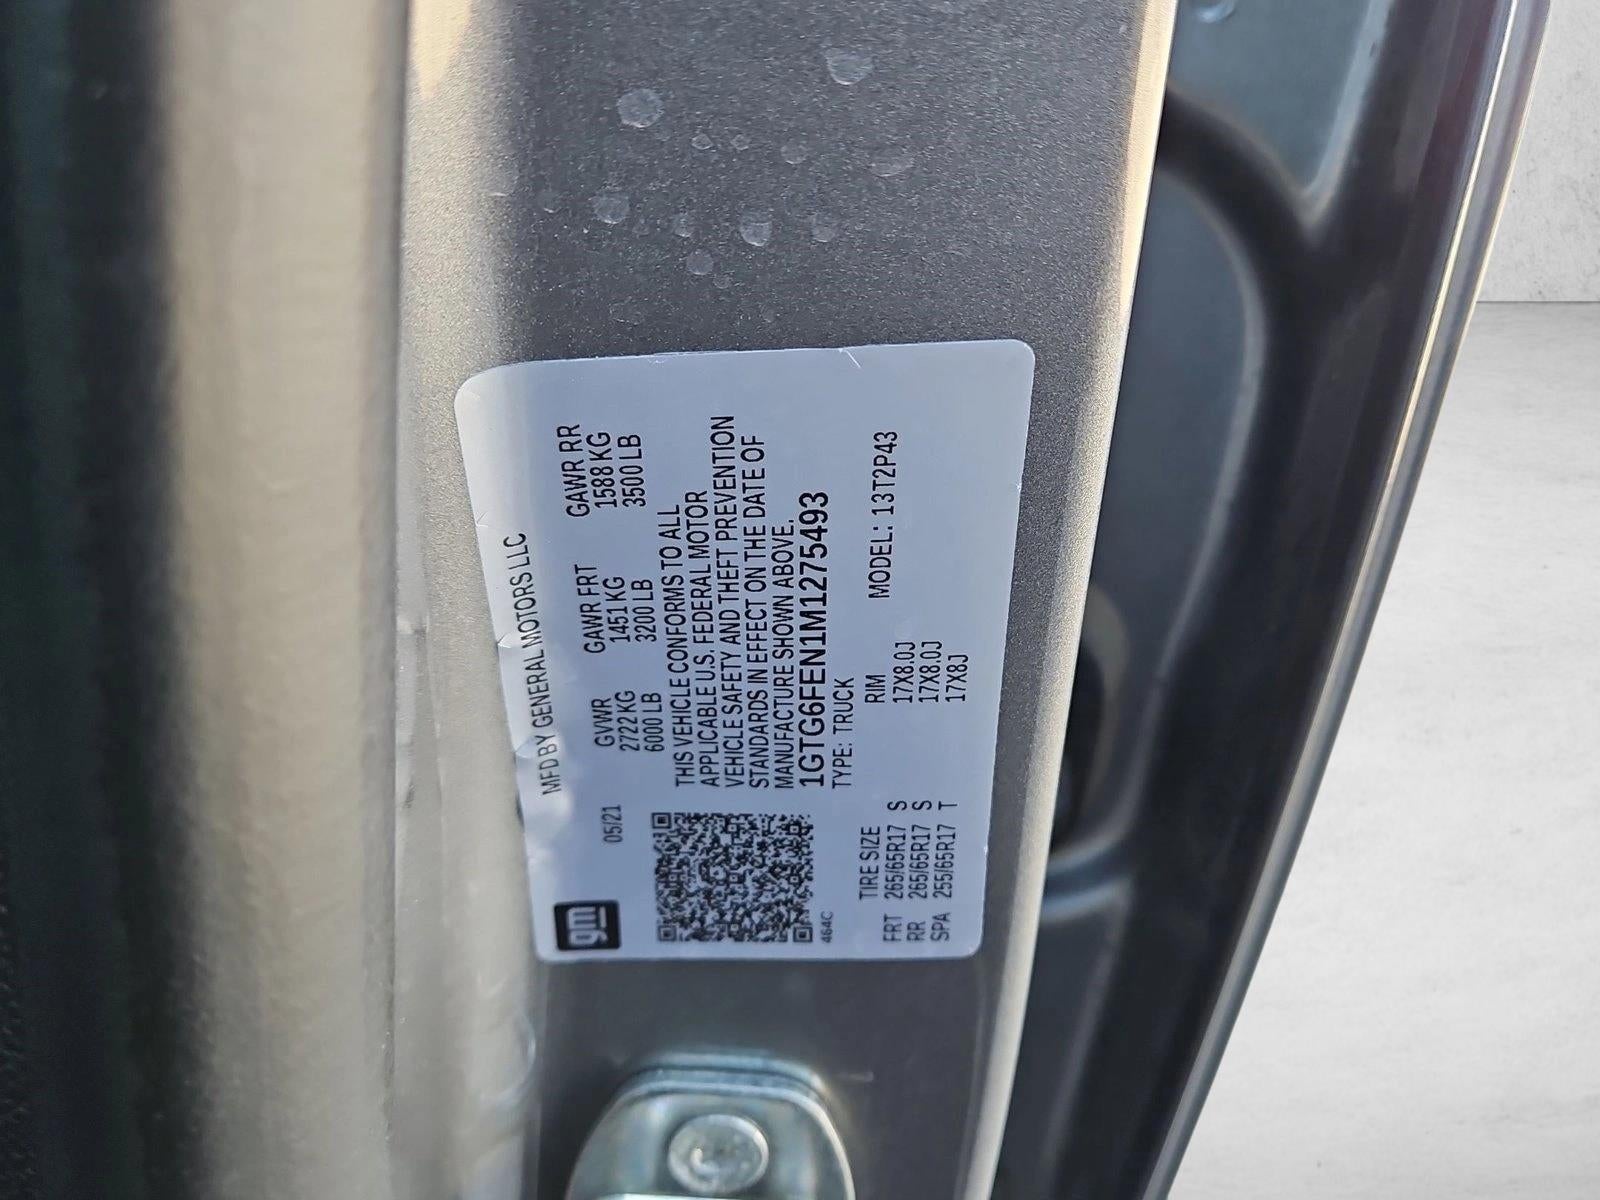 MFD BY GENERAL MOTORS LLC
gm
05/21
GVWR GAWR FRT GAWR RR
2722 KG 1451 KG 1588 KG
6000 LB 3200 LB 3500 LB
THIS VEHICLE CONFORMS TO ALL
APPLICABLE U.S. FEDERAL MOTOR
VEHICLE SAFETY AND THEFT PREVENTION
STANDARDS IN EFFECT ON THE DATE OF
MANUFACTURE SHOWN ABOVE.
1GTG6FEN1M1275493
464C
TYPE: TRUCK
MODEL: 13T2P43
TIRE SIZE RIM
FRT 265/65R17 S 17X8.0J
RR 265/65R17 S 17X8.0J
SPA 255/65R17 T 17X8J